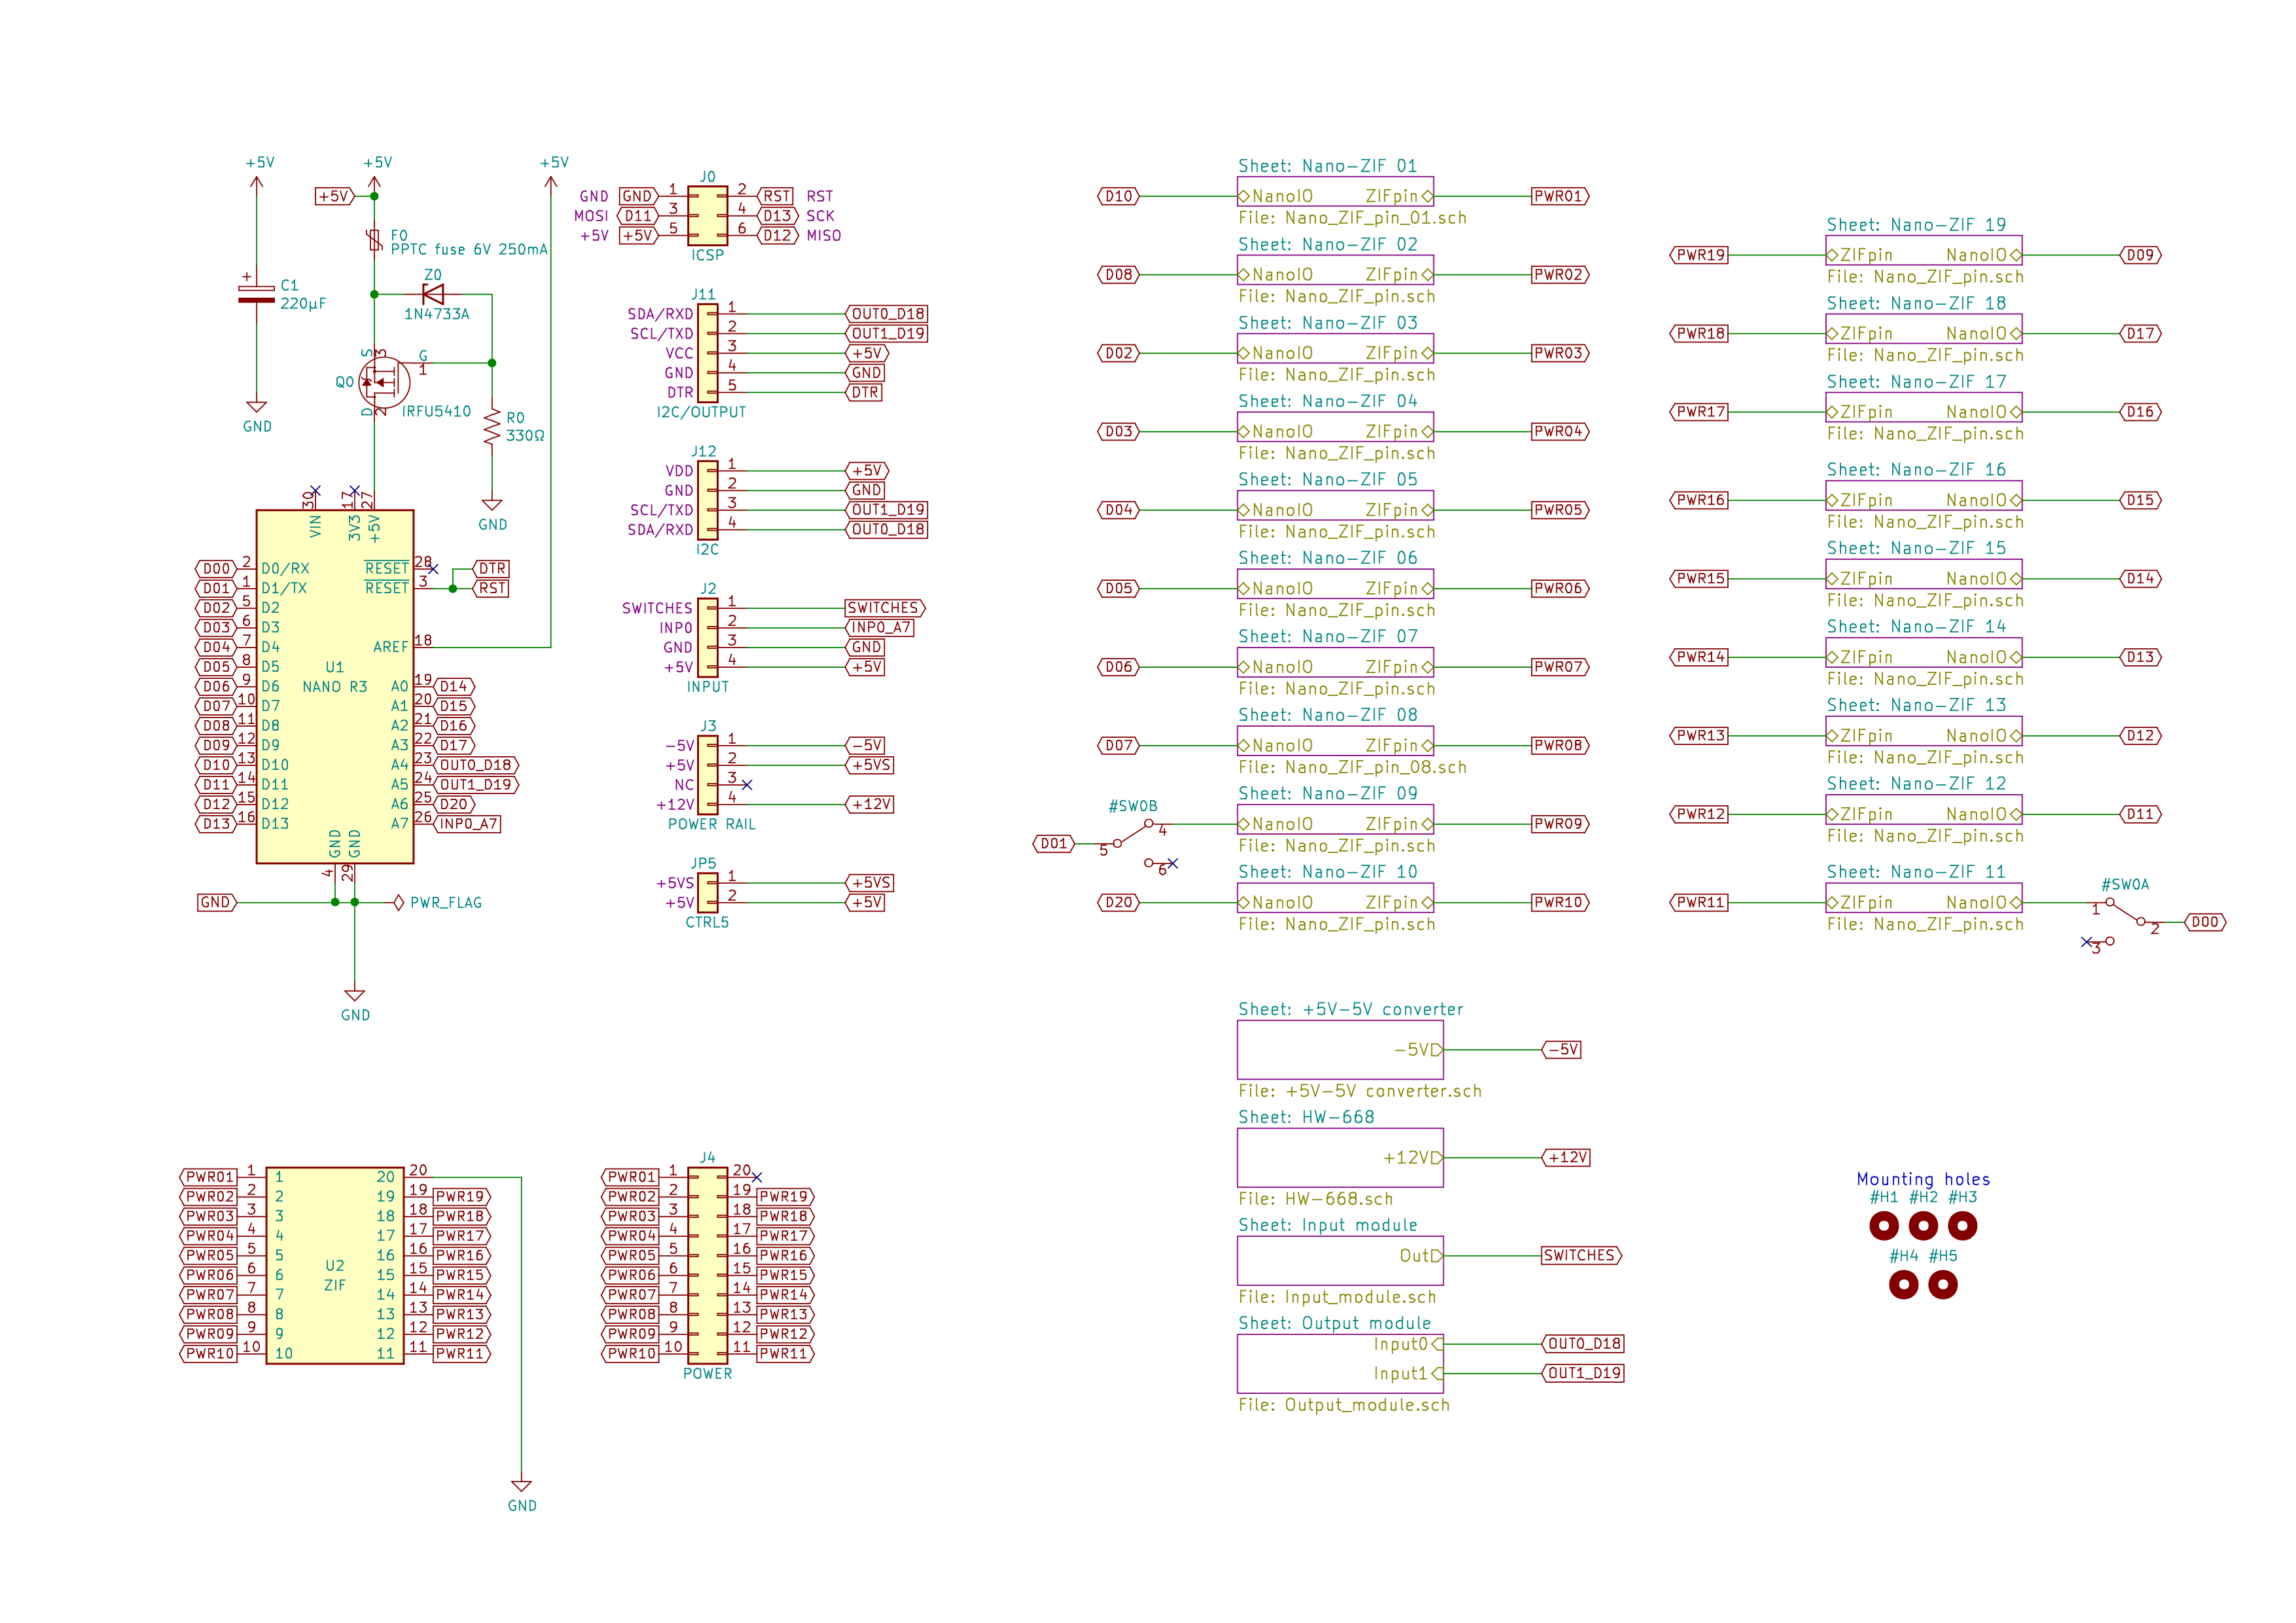 +5V
+5V
+5V
+5V
C1
220µF
GND
F0
PPTC fuse 6V 250mA
Z0
1N4733A
S
3
G
1
Q0
D
2
IRFU5410
R0
330Ω
GND
30
17
27
VIN
3V3
+5V
D00 2 D0/RX
D01 1 D1/TX
D02 5 D2
D03 6 D3
D04 7 D4
D05 8 D5
D06 9 D6
D07 10 D7
D08 11 D8
D09 12 D9
D10 13 D10
D11 14 D11
D12 15 D12
D13 16 D13
U1
NANO R3
RESET 28
DTR
RESET 3 RST
AREF 18
A0 19 D14
A1 20 D15
A2 21 D16
A3 22 D17
A4 23 OUT0_D18
A5 24 OUT1_D19
A6 25 D20
A7 26 INP0_A7
GND
GND
4
29
GND
PWR_FLAG
GND
J0
GND GND 1 2 RST RST
MOSI D11 3 4 D13 SCK
+5V +5V 5 6 D12 MISO
ICSP
J11
SDA/RXD 1 OUT0_D18
SCL/TXD 2 OUT1_D19
VCC 3 +5V
GND 4 GND
DTR 5 DTR
I2C/OUTPUT
J12
VDD 1 +5V
GND 2 GND
SCL/TXD 3 OUT1_D19
SDA/RXD 4 OUT0_D18
I2C
J2
SWITCHES 1 SWITCHES
INP0 2 INP0_A7
GND 3 GND
+5V 4 +5V
INPUT
J3
-5V 1 -5V
+5V 2 +5VS
NC 3
+12V 4 +12V
POWER RAIL
JP5
+5VS 1 +5VS
+5V 2 +5V
CTRL5
PWR01 1 1 20 20
PWR02 2 2 19 19 PWR19
PWR03 3 3 18 18 PWR18
PWR04 4 4 17 17 PWR17
PWR05 5 5 16 16 PWR16
PWR06 6 6 15 15 PWR15
PWR07 7 7 14 14 PWR14
PWR08 8 8 13 13 PWR13
PWR09 9 9 12 12 PWR12
PWR10 10 10 11 11 PWR11
U2
ZIF
GND
J4
PWR01 1 20
PWR02 2 19 PWR19
PWR03 3 18 PWR18
PWR04 4 17 PWR17
PWR05 5 16 PWR16
PWR06 6 15 PWR15
PWR07 7 14 PWR14
PWR08 8 13 PWR13
PWR09 9 12 PWR12
PWR10 10 11 PWR11
POWER
Sheet: Nano-ZIF 01
D10 NanoIO ZIFpin PWR01
File: Nano_ZIF_pin_01.sch
Sheet: Nano-ZIF 02
D08 NanoIO ZIFpin PWR02
File: Nano_ZIF_pin.sch
Sheet: Nano-ZIF 03
D02 NanoIO ZIFpin PWR03
File: Nano_ZIF_pin.sch
Sheet: Nano-ZIF 04
D03 NanoIO ZIFpin PWR04
File: Nano_ZIF_pin.sch
Sheet: Nano-ZIF 05
D04 NanoIO ZIFpin PWR05
File: Nano_ZIF_pin.sch
Sheet: Nano-ZIF 06
D05 NanoIO ZIFpin PWR06
File: Nano_ZIF_pin.sch
Sheet: Nano-ZIF 07
D06 NanoIO ZIFpin PWR07
File: Nano_ZIF_pin.sch
Sheet: Nano-ZIF 08
D07 NanoIO ZIFpin PWR08
File: Nano_ZIF_pin_08.sch
Sheet: Nano-ZIF 09
#SW0B
D01 5 4 6
NanoIO ZIFpin PWR09
File: Nano_ZIF_pin.sch
Sheet: Nano-ZIF 10
D20 NanoIO ZIFpin PWR10
File: Nano_ZIF_pin.sch
Sheet: Nano-ZIF 19
PWR19 ZIFpin NanoIO D09
File: Nano_ZIF_pin.sch
Sheet: Nano-ZIF 18
PWR18 ZIFpin NanoIO D17
File: Nano_ZIF_pin.sch
Sheet: Nano-ZIF 17
PWR17 ZIFpin NanoIO D16
File: Nano_ZIF_pin.sch
Sheet: Nano-ZIF 16
PWR16 ZIFpin NanoIO D15
File: Nano_ZIF_pin.sch
Sheet: Nano-ZIF 15
PWR15 ZIFpin NanoIO D14
File: Nano_ZIF_pin.sch
Sheet: Nano-ZIF 14
PWR14 ZIFpin NanoIO D13
File: Nano_ZIF_pin.sch
Sheet: Nano-ZIF 13
PWR13 ZIFpin NanoIO D12
File: Nano_ZIF_pin.sch
Sheet: Nano-ZIF 12
PWR12 ZIFpin NanoIO D11
File: Nano_ZIF_pin.sch
Sheet: Nano-ZIF 11
PWR11 ZIFpin NanoIO
File: Nano_ZIF_pin.sch
#SW0A
1 2 3 D00
Sheet: +5V-5V converter
-5V -5V
File: +5V-5V converter.sch
Sheet: HW-668
+12V +12V
File: HW-668.sch
Sheet: Input module
Out SWITCHES
File: Input_module.sch
Sheet: Output module
Input0 OUT0_D18
Input1 OUT1_D19
File: Output_module.sch
Mounting holes
#H1 #H2 #H3
#H4 #H5